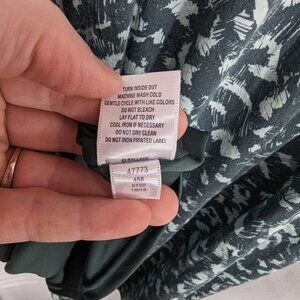 TURN INSIDE OUT
MACHINE WASH COLD
GENTLE CYCLE WITH LIKE COLORS
DO NOT BLEACH
LAY FLAT TO DRY
COOL IRON IF NECESSARY
DO NOT DRY CLEAN
DO NOT IRON PRINTED LABEL
47773